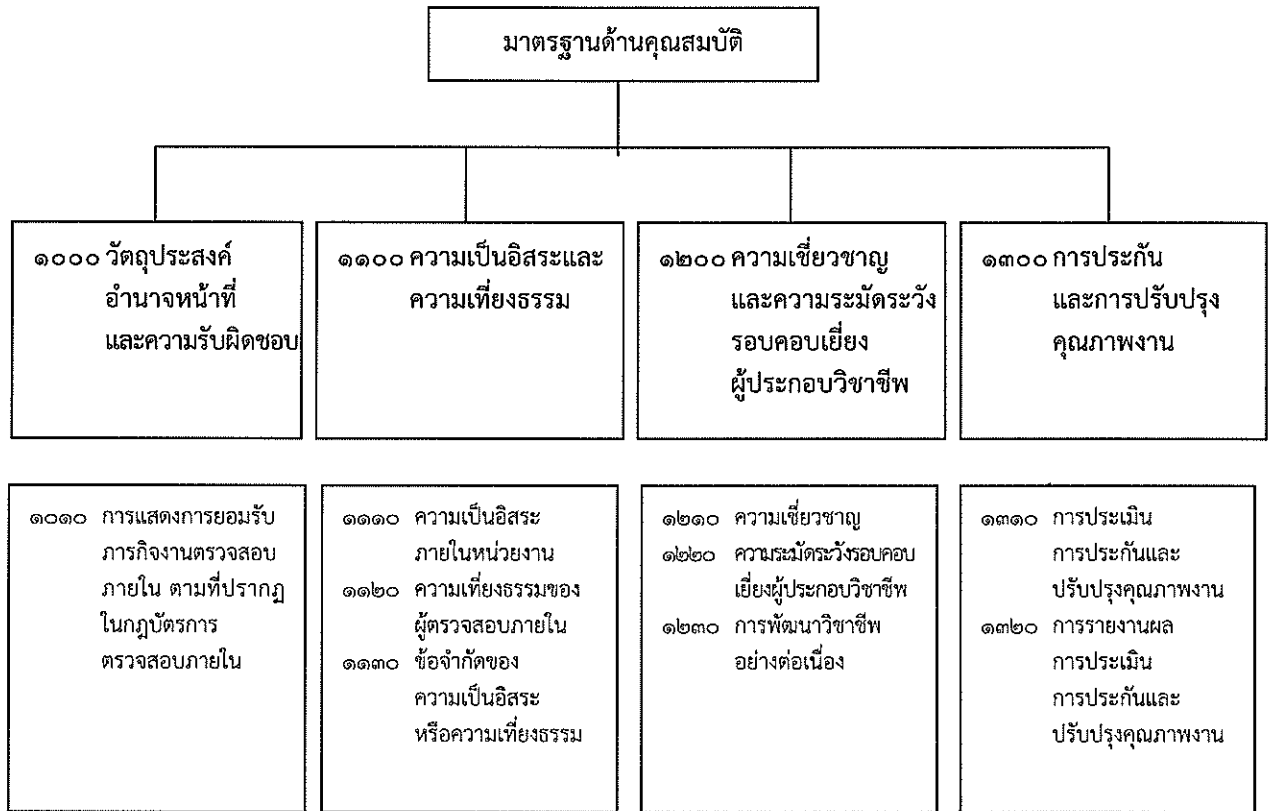 มาตรฐานด้านคุณสมบัติ
๑๐๐๐ วัตถุประสงค์
อำนาจหน้าที่
และความรับผิดชอบ
๑๑๐๐ ความเป็นอิสระและ
ความเที่ยงธรรม
๑๒๐๐ ความเชี่ยวชาญ
และความระมัดระวัง
รอบคอบเยี่ยง
ผู้ประกอบวิชาชีพ
๑๓๐๐ การประกัน
และการปรับปรุง
คุณภาพงาน
๑๐๑๐ การแสดงการยอมรับ
ภารกิจงานตรวจสอบ
ภายใน ตามที่ปรากฏ
ในกฎบัตรการ
ตรวจสอบภายใน
๑๑๑๐ ความเป็นอิสระ
ภายในหน่วยงาน
๑๑๒๐ ความเที่ยงธรรมของ
ผู้ตรวจสอบภายใน
๑๑๓๐ ข้อจำกัดของ
ความเป็นอิสระ
หรือความเที่ยงธรรม
๑๒๑๐ ความเชี่ยวชาญ
๑๒๒๐ ความระมัดระวังรอบคอบ
เยี่ยงผู้ประกอบวิชาชีพ
๑๒๓๐ การพัฒนาวิชาชีพ
อย่างต่อเนื่อง
๑๓๑๐ การประเมิน
การประกันและ
ปรับปรุงคุณภาพงาน
๑๓๒๐ การรายงานผล
การประเมิน
การประกันและ
ปรับปรุงคุณภาพงาน